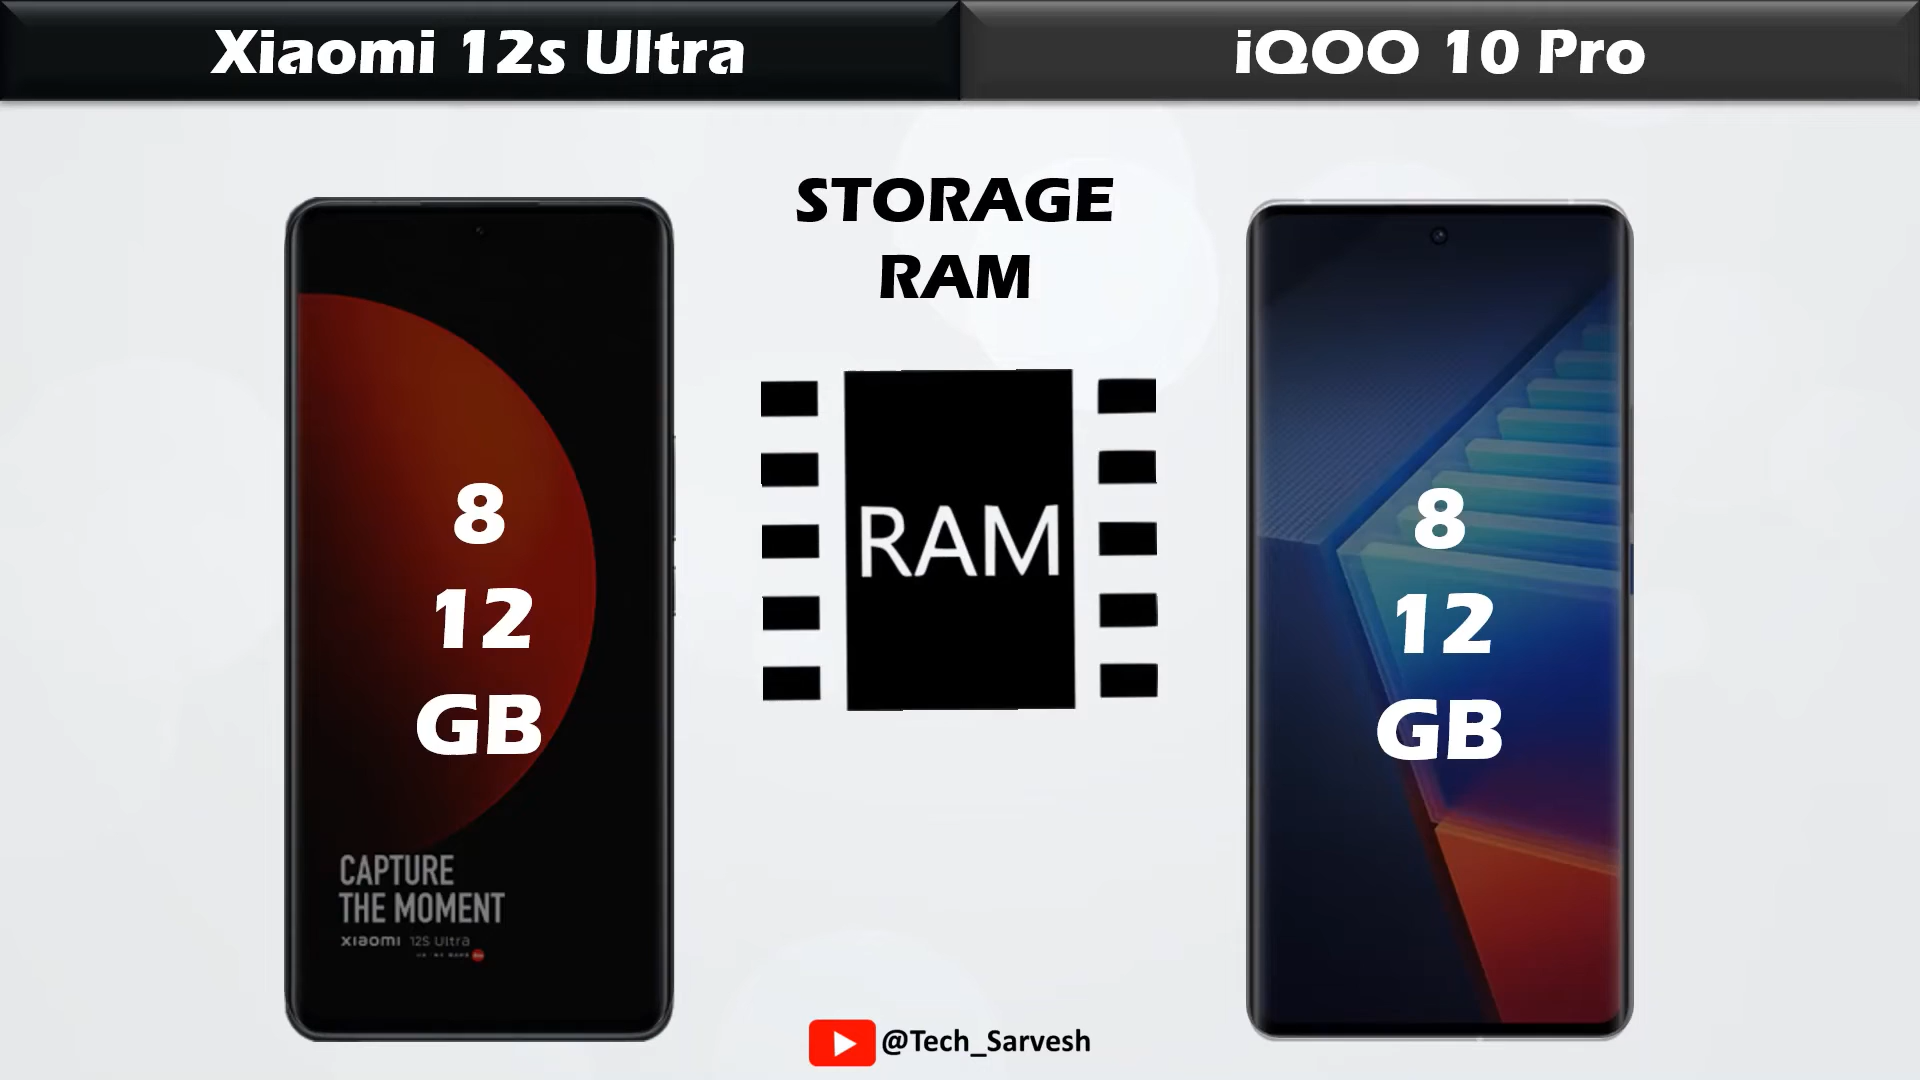 Xiaomi 12s Ultra
iQOO 10 Pro
STORAGE
RAM
8
12
GB
CAPTURE
THE MOMENT
xiaomi 12S Ultra
RAM
8
12
GB
@Tech_Sarvesh